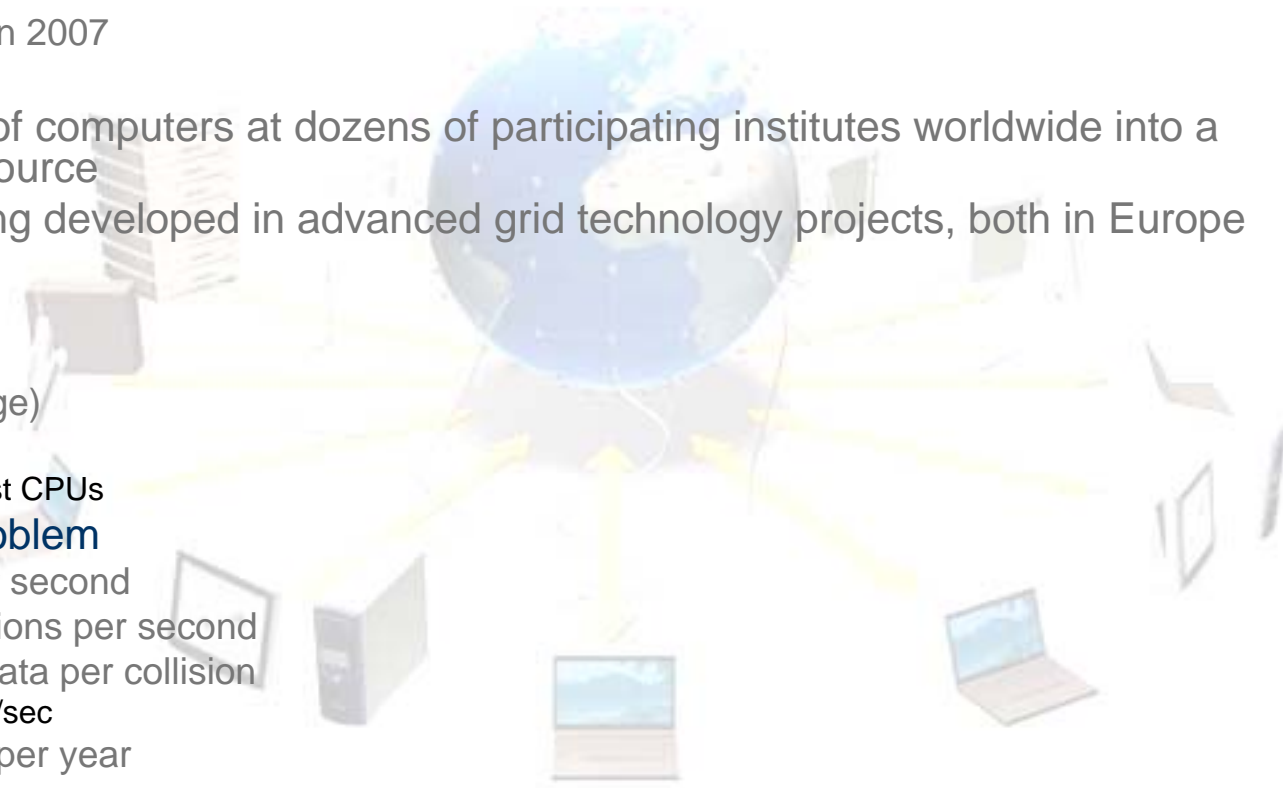 n 2007
of computers at dozens of participating institutes worldwide into a
ource
ng developed in advanced grid technology projects, both in Europe
ge)
st CPUs
oblem
second
ions per second
ata per collision
/sec
per year